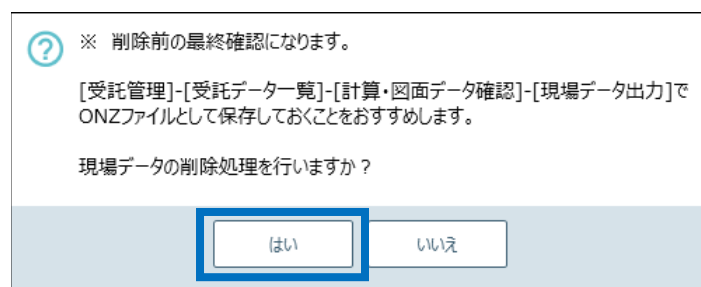 ※ 削除前の最終確認になります。
[受託管理]-[受託データ一覧]-[計算・図面データ確認]-[現場データ出力]で
ONZファイルとして保存しておくことをおすすめします。
現場データの削除処理を行いますか？
はい
いいえ